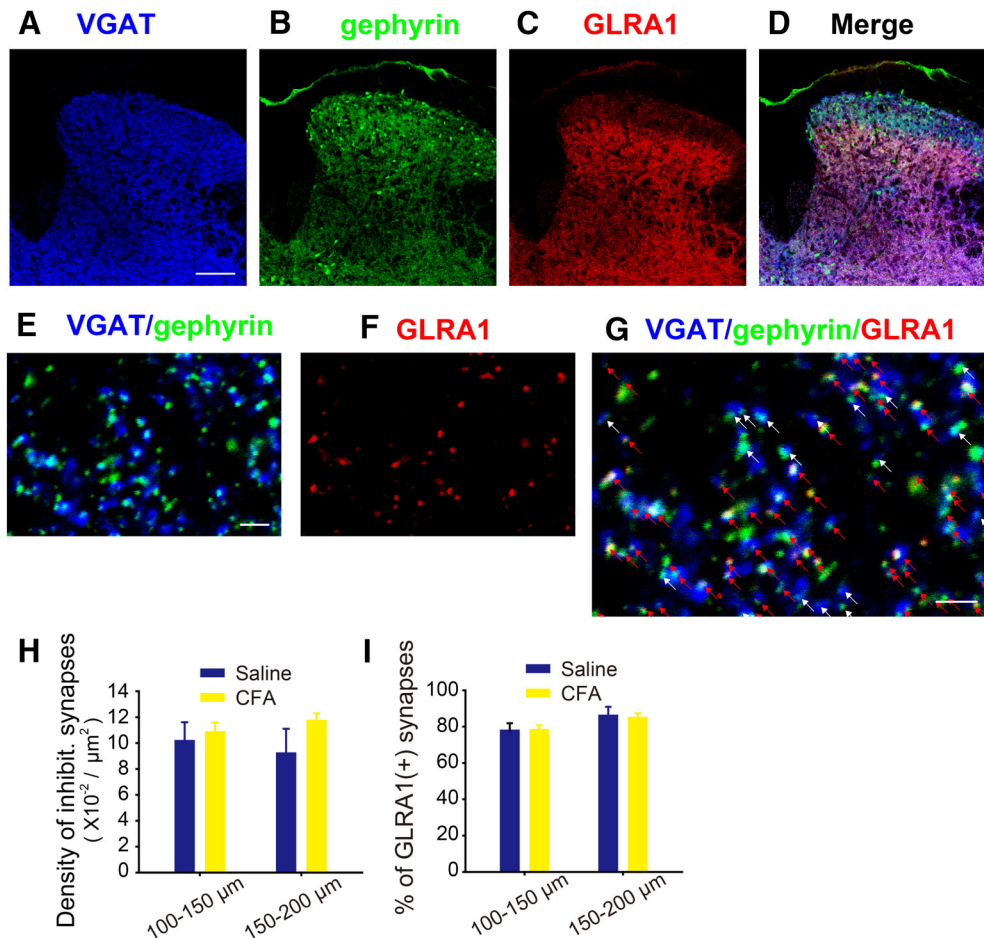 A VGAT
B gephyrin
C GLRA1
D Merge
E VGAT/gephyrin
F GLRA1
G VGAT/gephyrin/GLRA1
H
Saline
CFA
Density of inhibit. synapses
( X10⁻² / µm²)
14
12
10
8
6
4
2
0
100-150 µm
150-200 µm
I
Saline
CFA
% of GLRA1(+) synapses
100
80
60
40
20
0
100-150 µm
150-200 µm